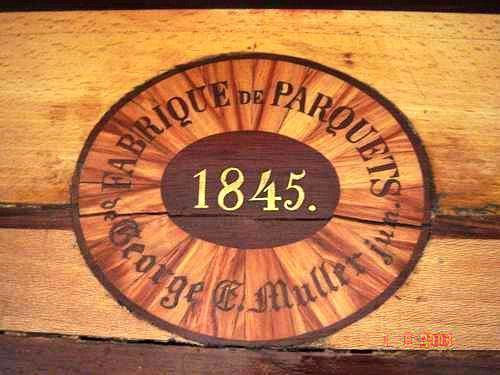 FABRIQUE DE PARQUETS
de George E. Muller jun.
1845.